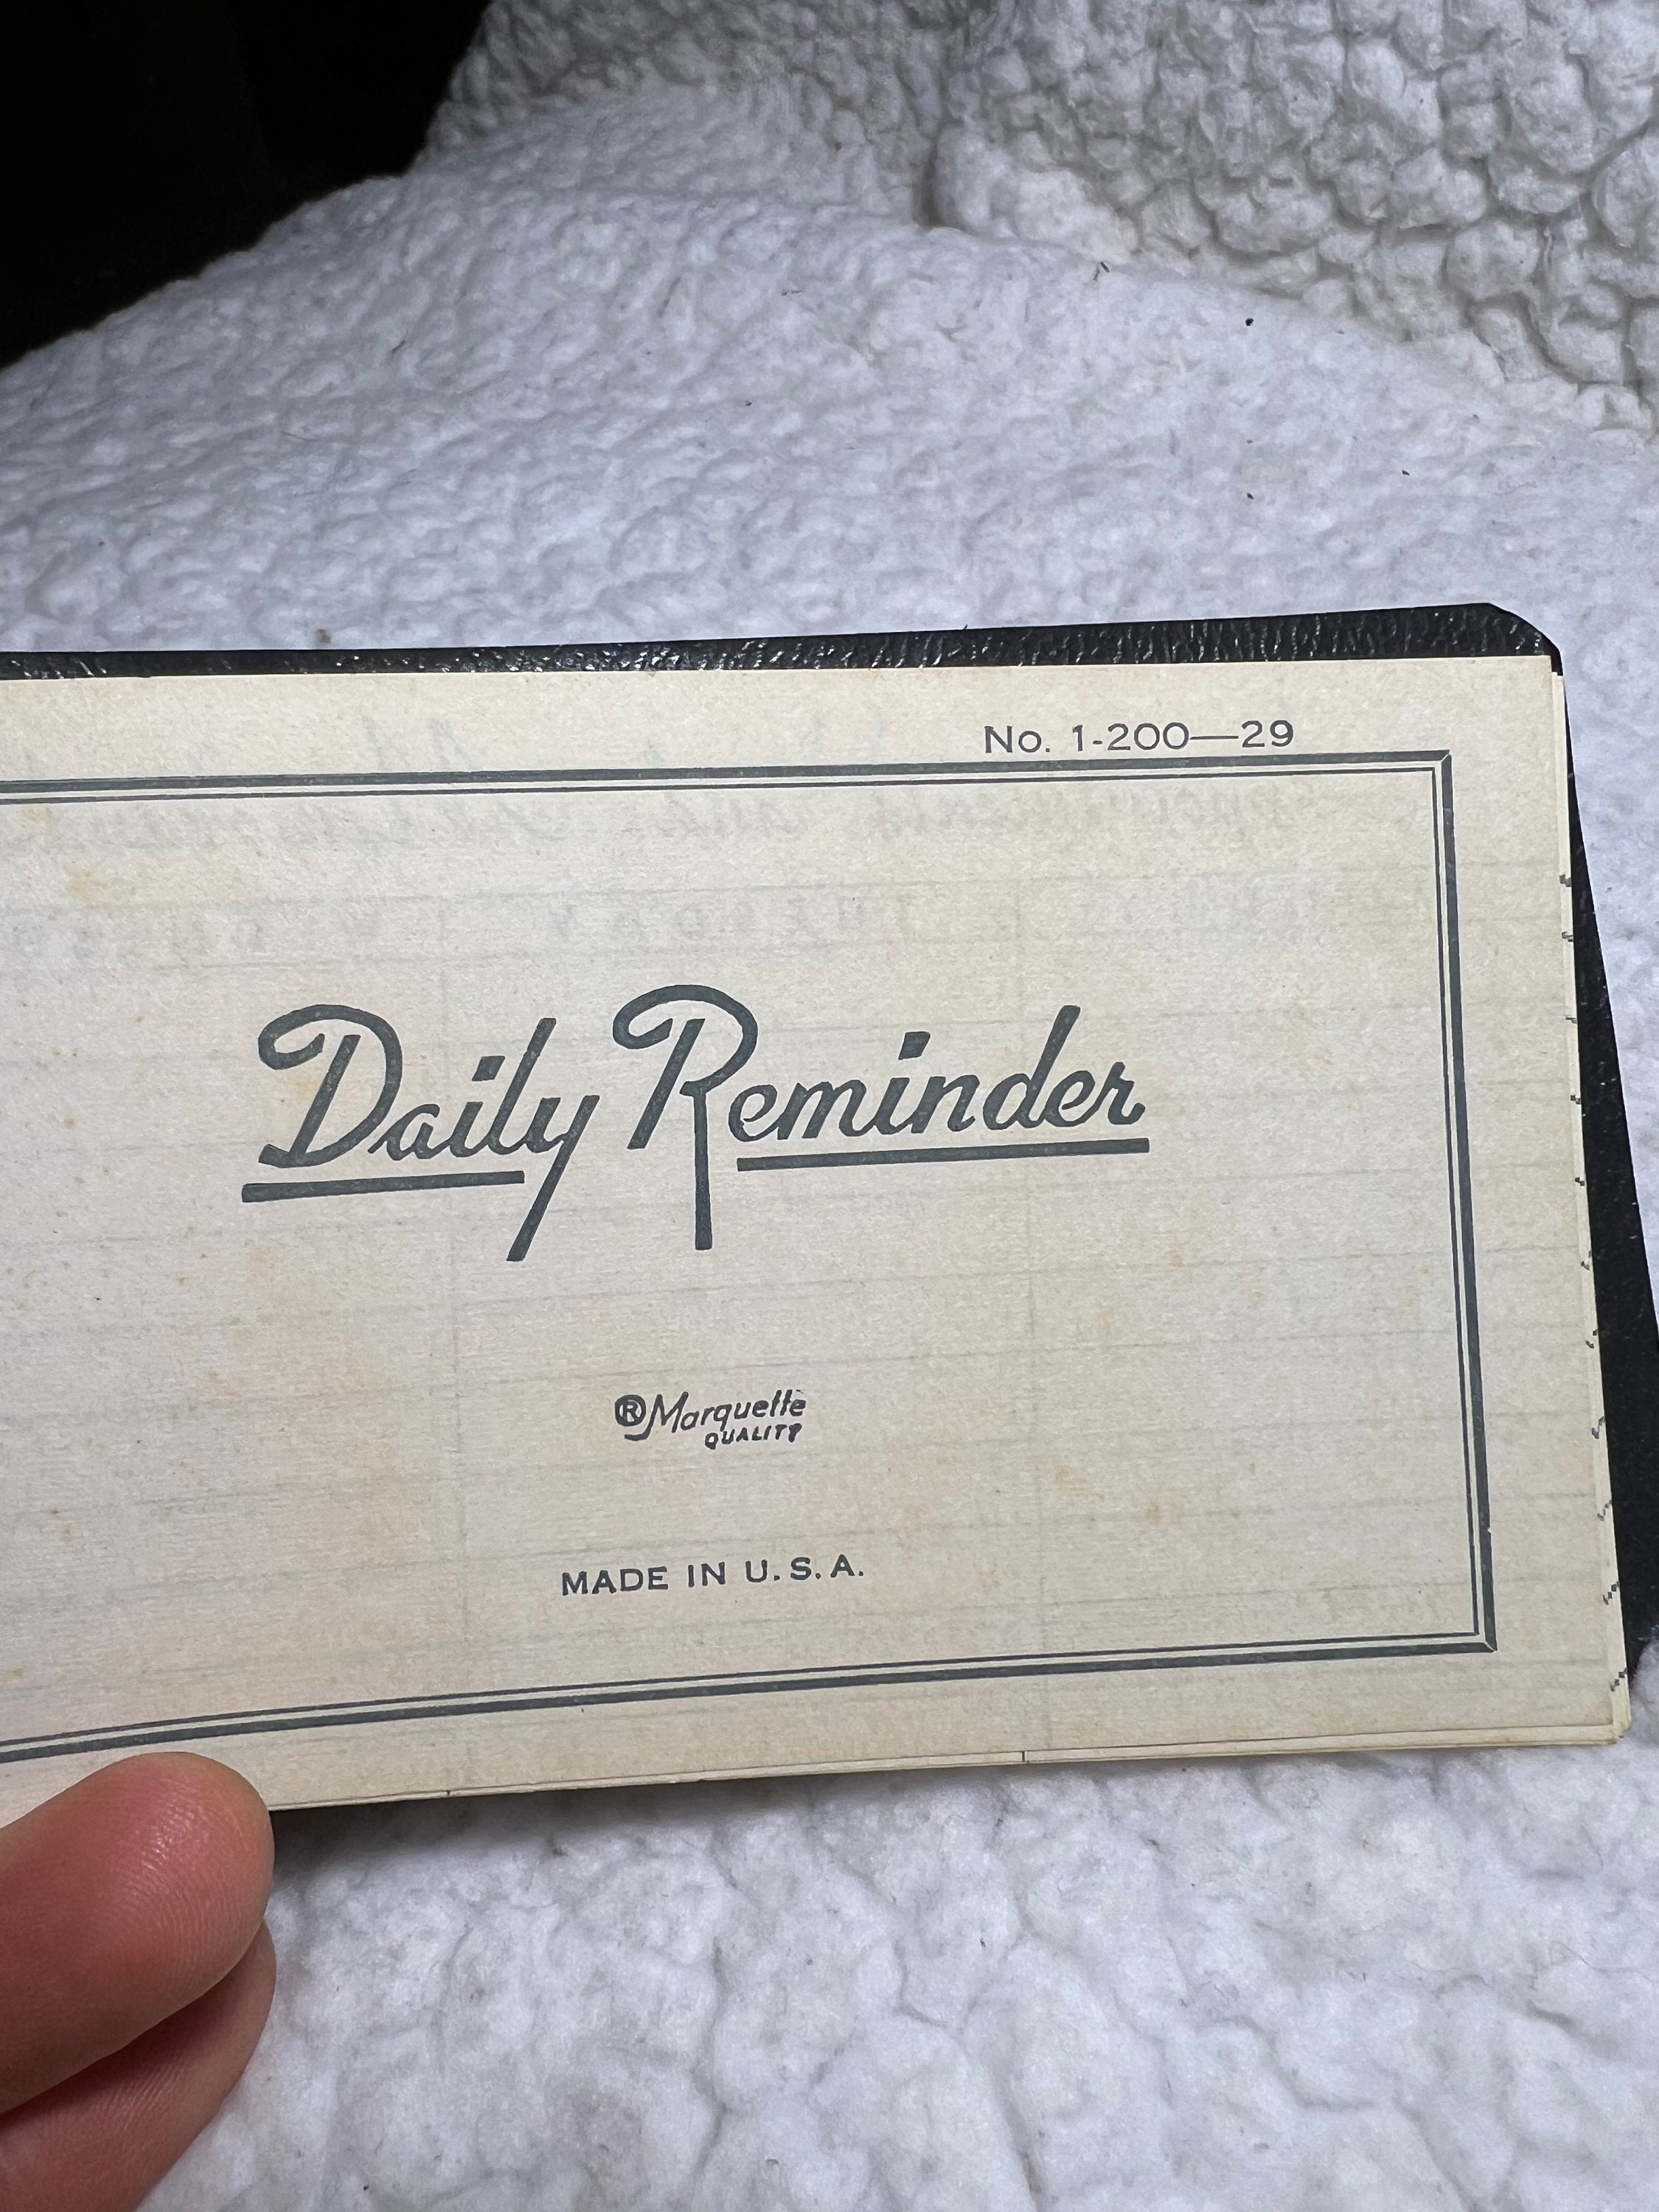 No. 1-200—29
Daily Reminder
®Marquette
QUALITY
MADE IN U.S.A.